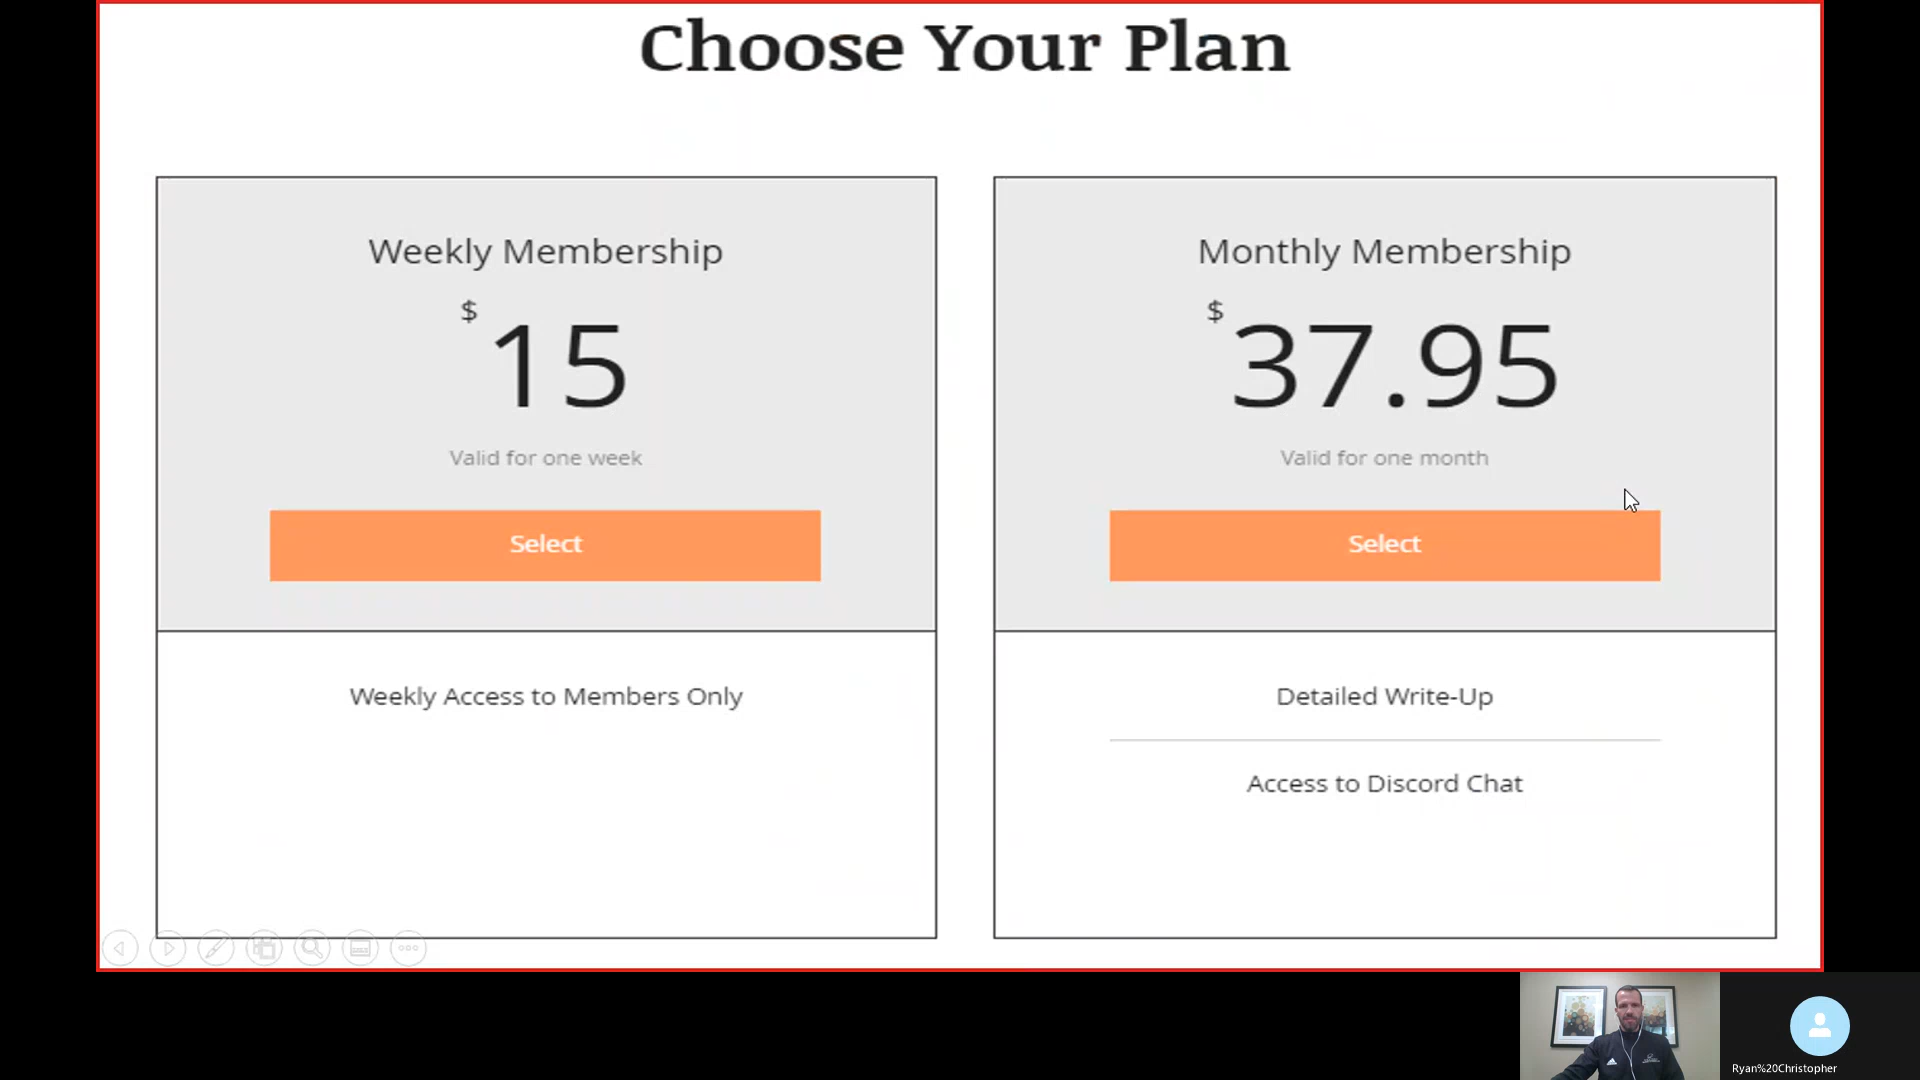 Choose Your Plan
Weekly Membership
$
15
Valid for one week
Select
Weekly Access to Members Only
Monthly Membership
$
37.95
Valid for one month
Select
Detailed Write-Up
Access to Discord Chat
Ryan%20Christopher